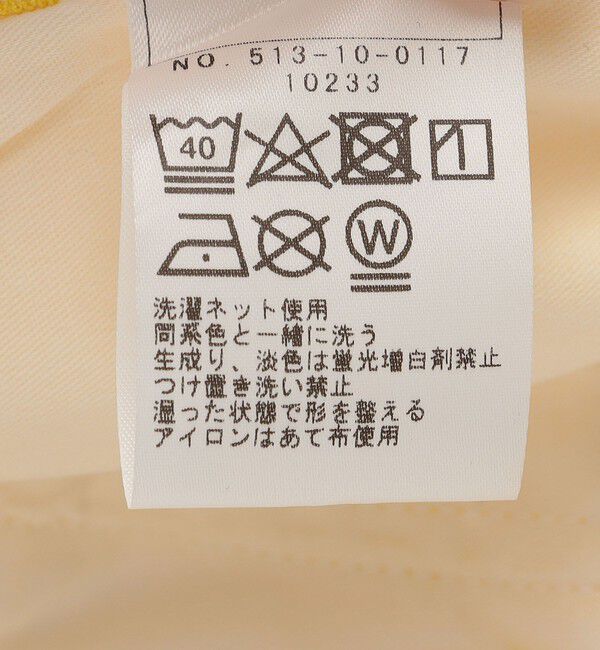 NO. 513-10-0117
10233
40
W
洗濯ネット使用
同系色と一緒に洗う
生成り、淡色は蛍光増白剤禁止
つけ置き洗い禁止
湿った状態で形を整える
アイロンはあて布使用